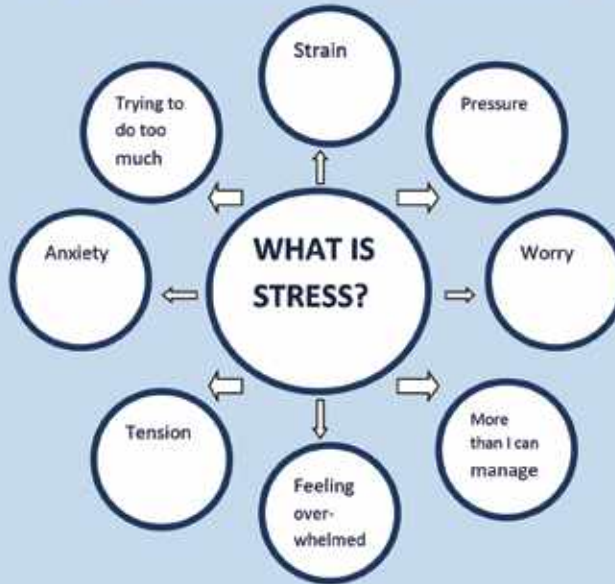 Strain
Pressure
Worry
More
than I can
manage
Feeling
over-
whelmed
Tension
Anxiety
Trying to
do too
much
WHAT IS
STRESS?